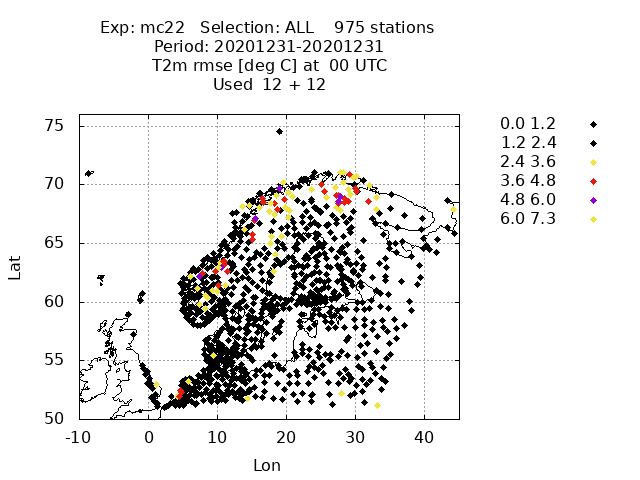 Exp: mc22 Selection: ALL 975 stations
Period: 20201231-20201231
T2m rmse [deg C] at 00 UTC
Used 12 + 12
75
70
65
60
55
50
Lat
-10 0 10 20 30 40
Lon
0.0 1.2
1.2 2.4
2.4 3.6
3.6 4.8
4.8 6.0
6.0 7.3